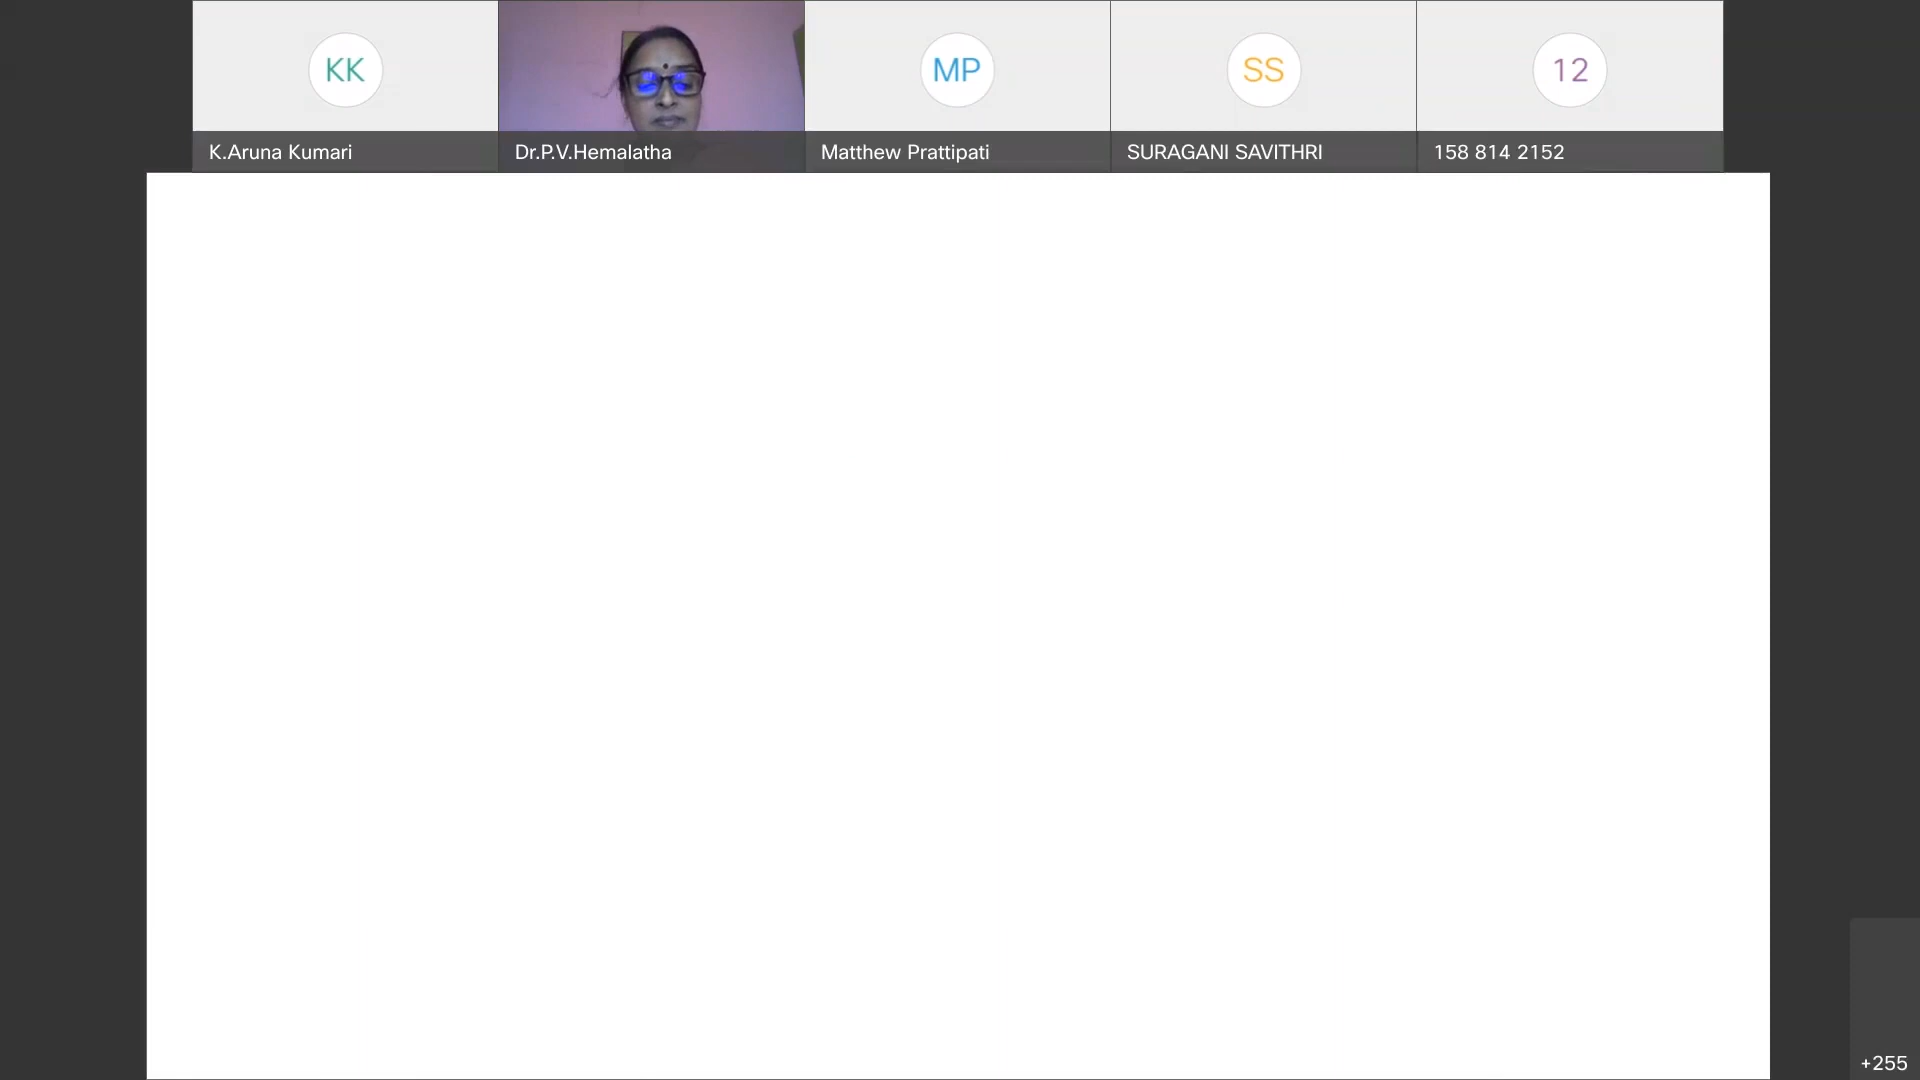 KK
MP
SS
12
K.Aruna Kumari
Dr.P.V.Hemalatha
Matthew Prattipati
SURAGANI SAVITHRI
158 814 2152
+255